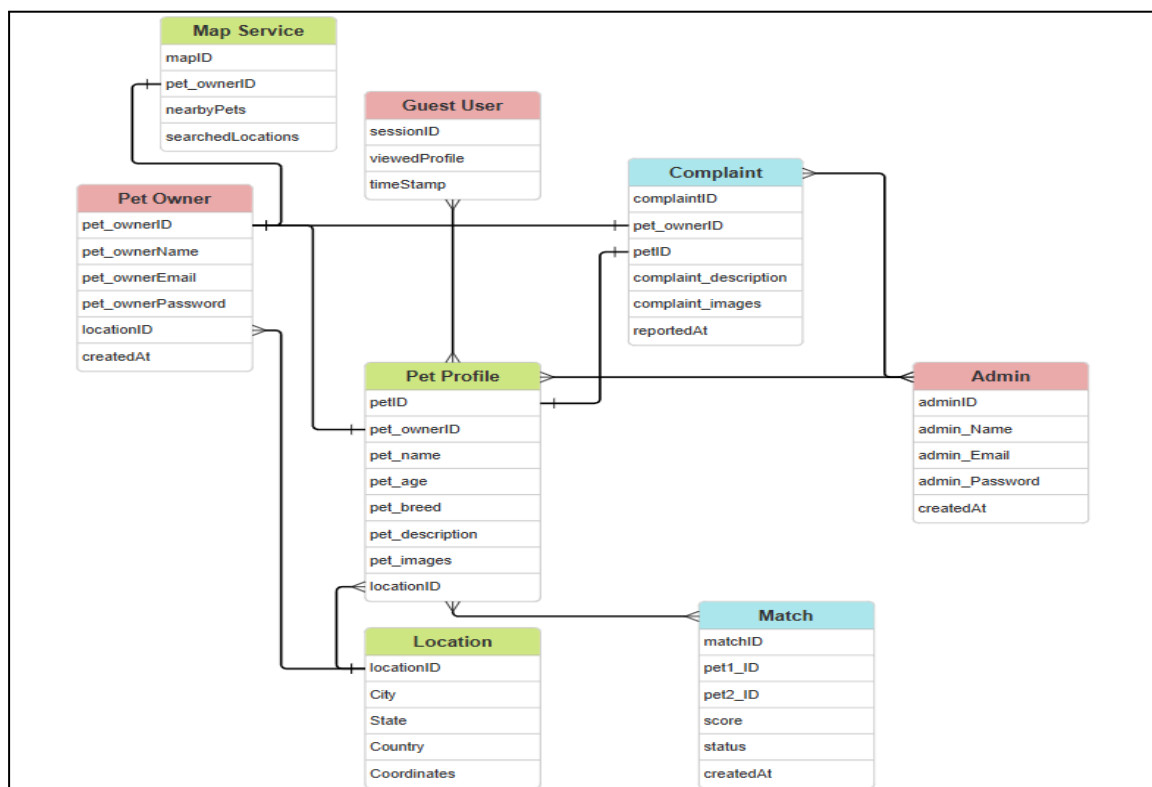 Map Service
mapID
pet_ownerID
nearbyPets
searchedLocations
Guest User
sessionID
viewedProfile
timeStamp
Complaint
complaintID
pet_ownerID
petID
complaint_description
complaint_images
reportedAt
Pet Owner
pet_ownerID
pet_ownerName
pet_ownerEmail
pet_ownerPassword
locationID
createdAt
Pet Profile
petID
pet_ownerID
pet_name
pet_age
pet_breed
pet_description
pet_images
locationID
Admin
adminID
admin_Name
admin_Email
admin_Password
createdAt
Location
locationID
City
State
Country
Coordinates
Match
matchID
pet1_ID
pet2_ID
score
status
createdAt